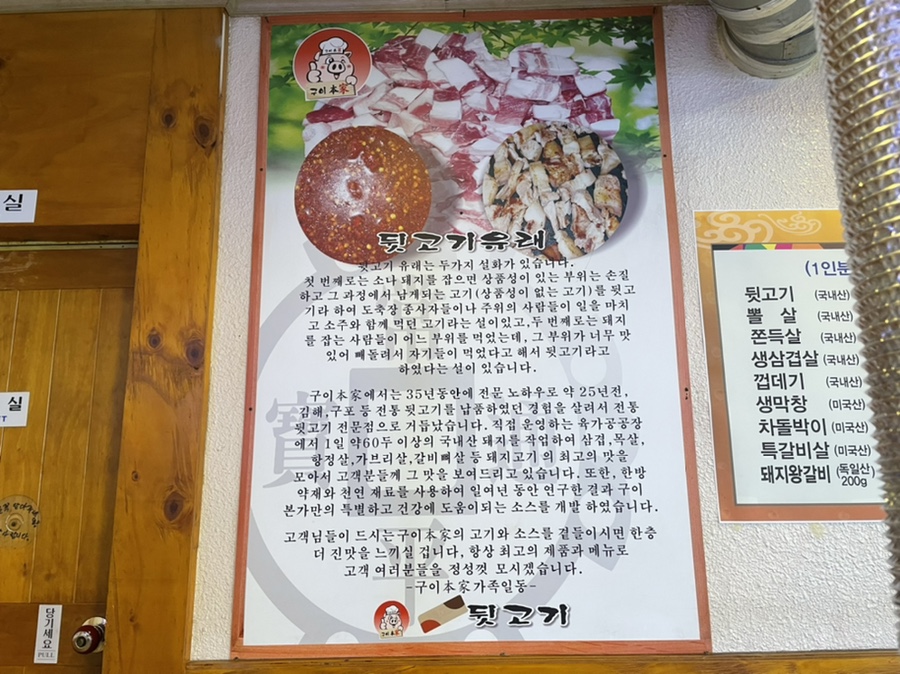 구이本家
뒷고기유래
뒷고기 유래는 두가지 설화가 있습니다.
첫 번째로는 소나 돼지를 잡으면 상품성이 있는 부위는 손질
하고 그 과정에서 남게되는 고기(상품성이 없는 고기)를 뒷고
기라 하여 도축장 종사자들이나 주위의 사람들이 일을 마치
고 소주와 함께 먹던 고기라는 설이있고, 두 번째로는 돼지
를 잡는 사람들이 어느 부위를 먹었는데, 그 부위가 너무 맛
있어 빼돌려서 자기들이 먹었다고 해서 뒷고기라고
하였다는 설이 있습니다.
구이本家에서는 35년동안에 전문 노하우로 약 25년전,
김해,구포 등 전통 뒷고기를 납품하였던 경험을 살려서 전통
뒷고기 전문점으로 거듭났습니다. 직접 운영하는 육가공공장
에서 1일 약60두 이상의 국내산 돼지를 작업하여 삼겹,목살,
항정살,가브리살,갈비뼈살 등 돼지고기의 최고의 맛을
모아서 고객분들께 그 맛을 보여드리고 있습니다. 또한, 한방
약재와 천연 재료를 사용하여 일여년 동안 연구한 결과 구이
본가만의 특별하고 건강에 도움이되는 소스를 개발 하였습니다.
고객님들이 드시는구이本家의 고기와 소스를 곁들이시면 한층
더 진맛을 느끼실 겁니다, 항상 최고의 제품과 메뉴로
고객 여러분들을 정성껏 모시겠습니다.
-구이本家가족일동-
구이本家
뒷고기
(1인분
뒷고기 (국내산)
뽈 살 (국내산)
쫀득살 (국내산)
생삼겹살 (국내산)
껍데기 (국내산)
생막창 (미국산)
차돌박이 (미국산)
특갈비살 (미국산)
돼지왕갈비 (독일산)
200g
실
실
당기세요
PULL